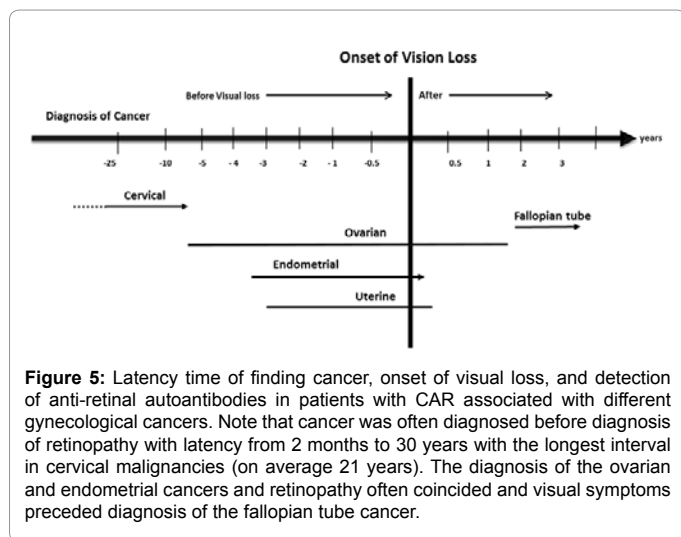 Onset of Vision Loss
Before Visual loss
After
Diagnosis of Cancer
years
-25 -10 -5 -4 -3 -2 -1 -0.5 0.5 1 2 3
Cervical
Fallopian tube
Ovarian
Endometrial
Uterine
Figure 5: Latency time of finding cancer, onset of visual loss, and detection
of anti-retinal autoantibodies in patients with CAR associated with different
gynecological cancers. Note that cancer was often diagnosed before diagnosis
of retinopathy with latency from 2 months to 30 years with the longest interval
in cervical malignancies (on average 21 years). The diagnosis of the ovarian
and endometrial cancers and retinopathy often coincided and visual symptoms
preceded diagnosis of the fallopian tube cancer.